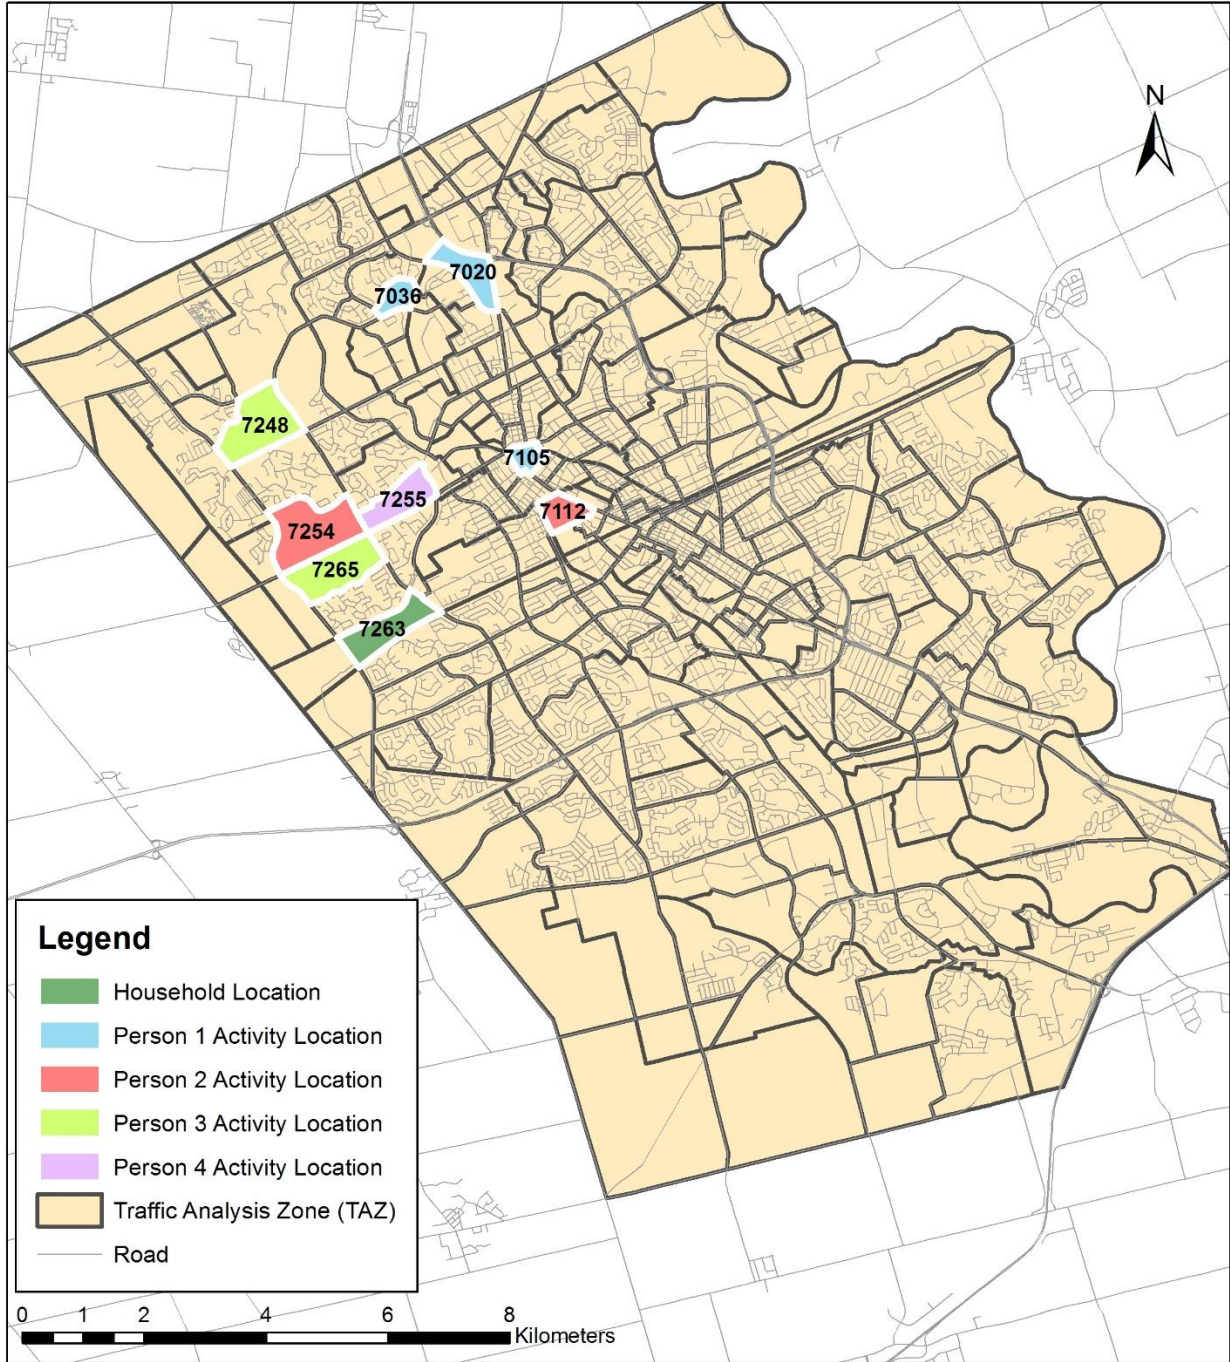 N
7020
7036
7248
7105
7255
7112
7254
7265
7263
Legend
Household Location
Person 1 Activity Location
Person 2 Activity Location
Person 3 Activity Location
Person 4 Activity Location
Traffic Analysis Zone (TAZ)
Road
0 1 2 4 6 8
Kilometers